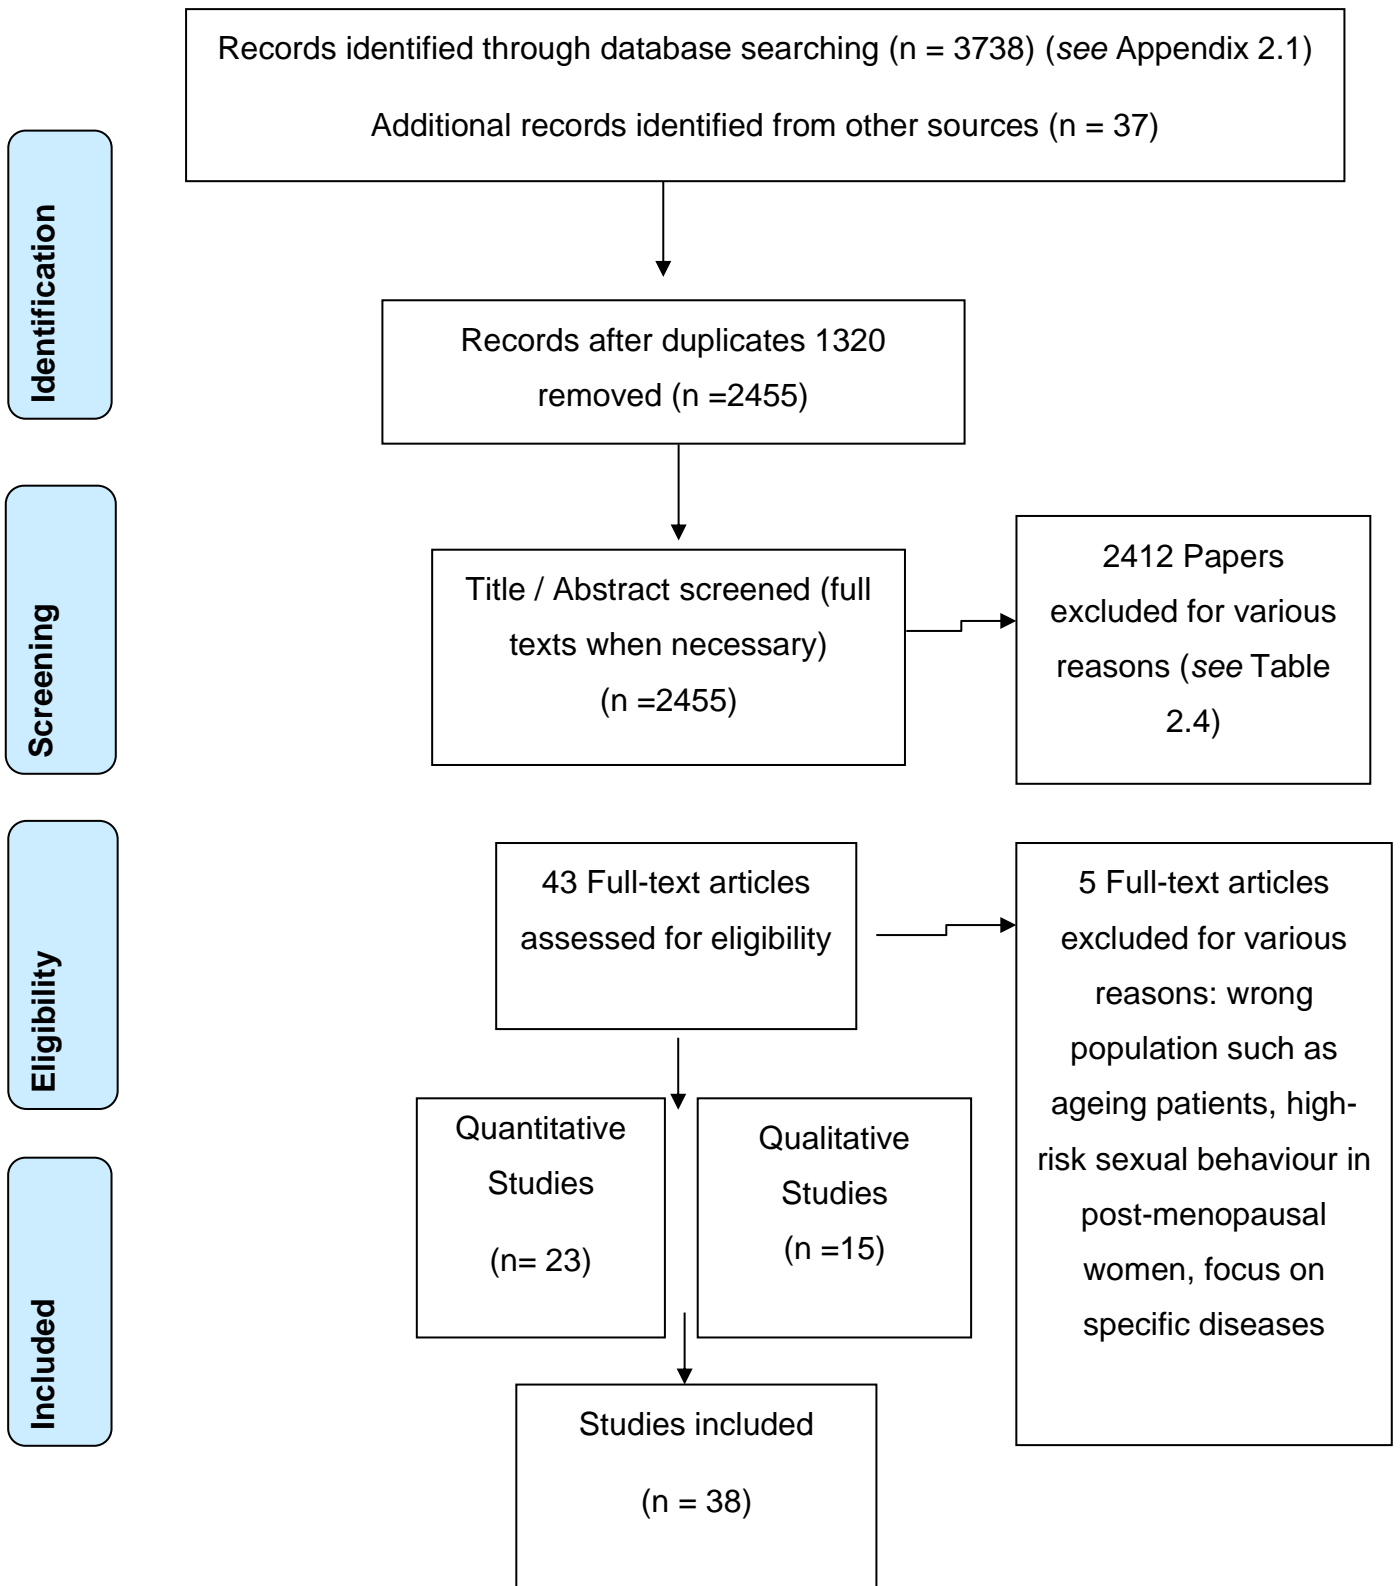 Records identified through database searching (n = 3738) (see Appendix 2.1)
Additional records identified from other sources (n = 37)
Identification
Records after duplicates 1320
removed (n =2455)
Screening
Title / Abstract screened (full
texts when necessary)
(n =2455)
2412 Papers
excluded for various
reasons (see Table
2.4)
Eligibility
43 Full-text articles
assessed for eligibility
5 Full-text articles
excluded for various
reasons: wrong
population such as
ageing patients, high-
risk sexual behaviour in
post-menopausal
women, focus on
specific diseases
Quantitative
Studies
(n= 23)
Qualitative
Studies
(n =15)
Included
Studies included
(n = 38)